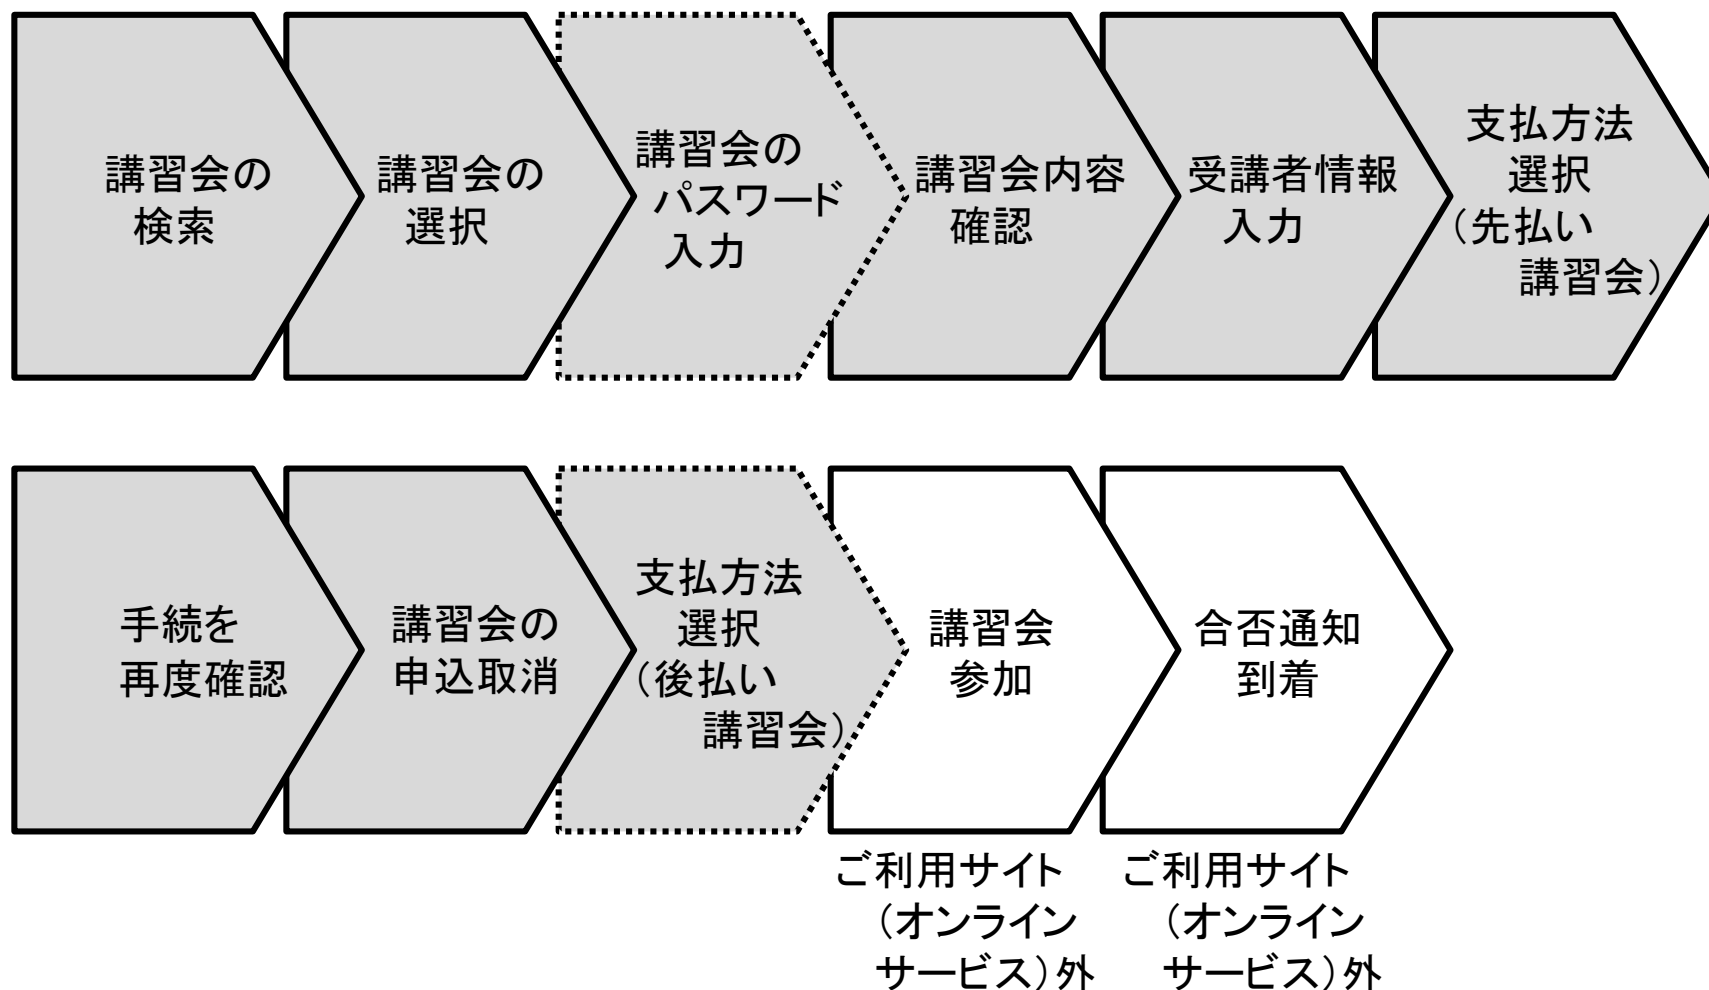 講習会の
検索
講習会の
選択
講習会の
パスワード
入力
講習会内容
確認
受講者情報
入力
支払方法
選択
（先払い
講習会）
手続を
再度確認
講習会の
申込取消
支払方法
選択
（後払い
講習会）
講習会
参加
合否通知
到着
ご利用サイト
（オンライン
サービス）外
ご利用サイト
（オンライン
サービス）外